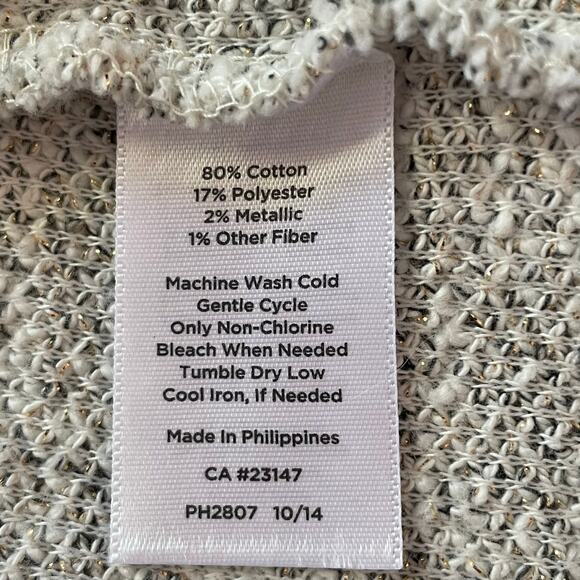 80% Cotton
17% Polyester
2% Metallic
1% Other Fiber
Machine Wash Cold
Gentle Cycle
Only Non-Chlorine
Bleach When Needed
Tumble Dry Low
Cool Iron, If Needed
Made In Philippines
CA #23147
PH2807 10/14